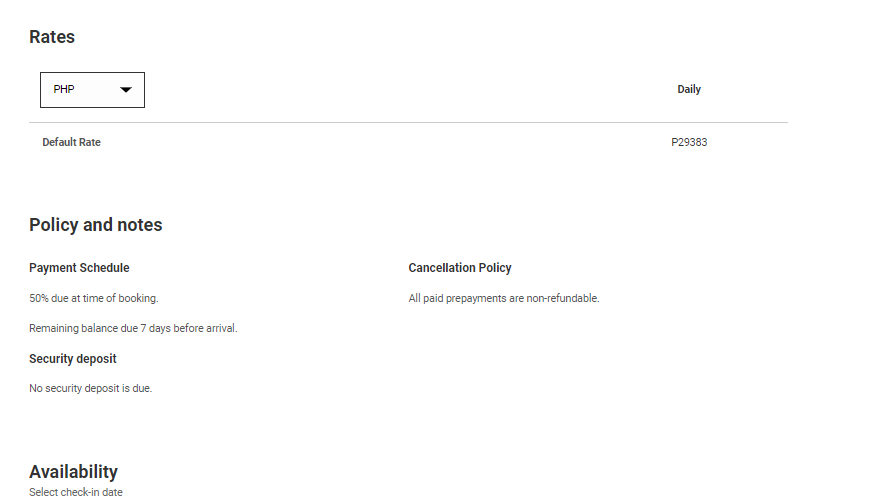 Rates
PHP
Daily
Default Rate
P29383
Policy and notes
Payment Schedule
50% due at time of booking.
Remaining balance due 7 days before arrival.
Security deposit
No security deposit is due.
Cancellation Policy
All paid prepayments are non-refundable.
Availability
Select check-in date